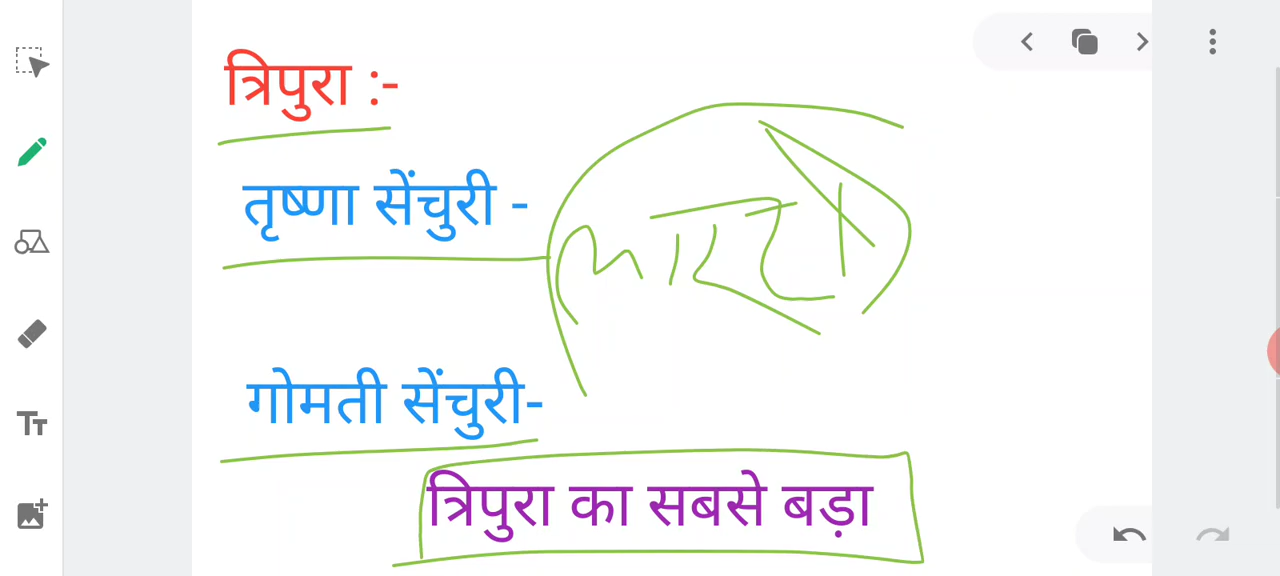 त्रिपुरा :-
तृष्णा सेंचुरी -
गोमती सेंचुरी-
त्रिपुरा का सबसे बड़ा